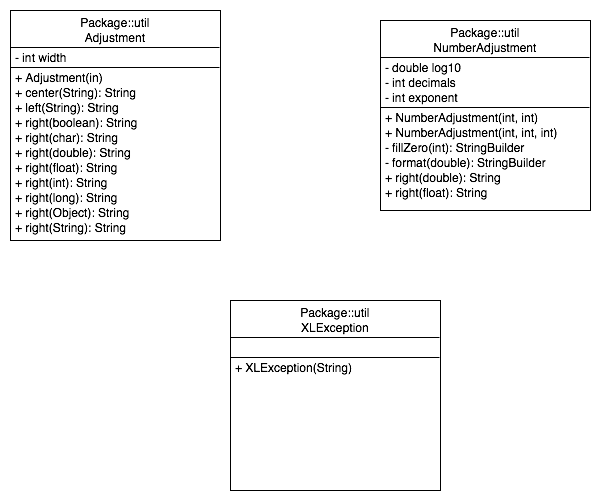 Package::util
Adjustment
- int width
+ Adjustment(in)
+ center(String): String
+ left(String): String
+ right(boolean): String
+ right(char): String
+ right(double): String
+ right(float): String
+ right(int): String
+ right(long): String
+ right(Object): String
+ right(String): String
Package::util
NumberAdjustment
- double log10
- int decimals
- int exponent
+ NumberAdjustment(int, int)
+ NumberAdjustment(int, int, int)
- fillZero(int): StringBuilder
- format(double): StringBuilder
+ right(double): String
+ right(float): String
Package::util
XLException
+ XLException(String)